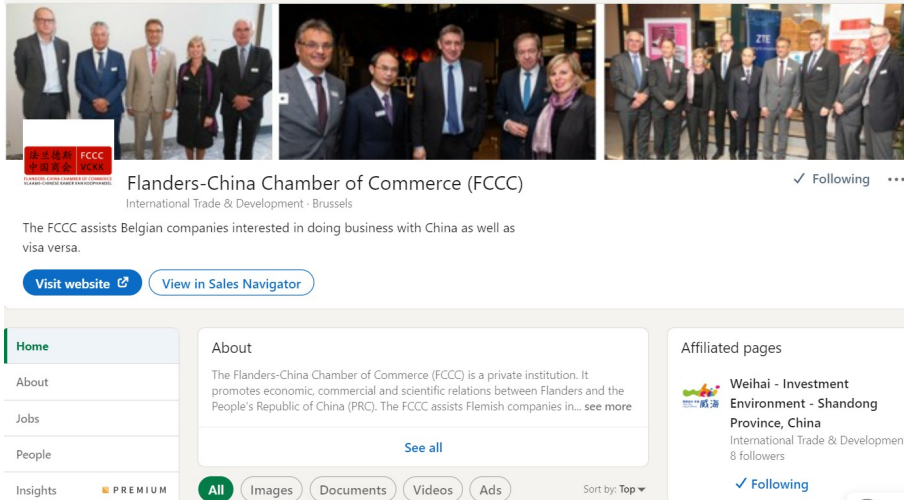 ZTE
法兰德斯 FCCC
中国商会 VCKK
FLANDERS-CHINA CHAMBER OF COMMERCE
VLAAMS-CHINESE KAMER VAN KOOPHANDEL
Flanders-China Chamber of Commerce (FCCC)
International Trade & Development · Brussels
✓ Following ...
The FCCC assists Belgian companies interested in doing business with China as well as
visa versa.
Visit website
View in Sales Navigator
Home
About
Jobs
People
Insights PREMIUM
About
The Flanders-China Chamber of Commerce (FCCC) is a private institution. It
promotes economic, commercial and scientific relations between Flanders and the
People's Republic of China (PRC). The FCCC assists Flemish companies in... see more
See all
All Images Documents Videos Ads
Sort by: Top
Affiliated pages
威海
Weihai - Investment
Environment - Shandong
Province, China
International Trade & Developmen
8 followers
✓ Following